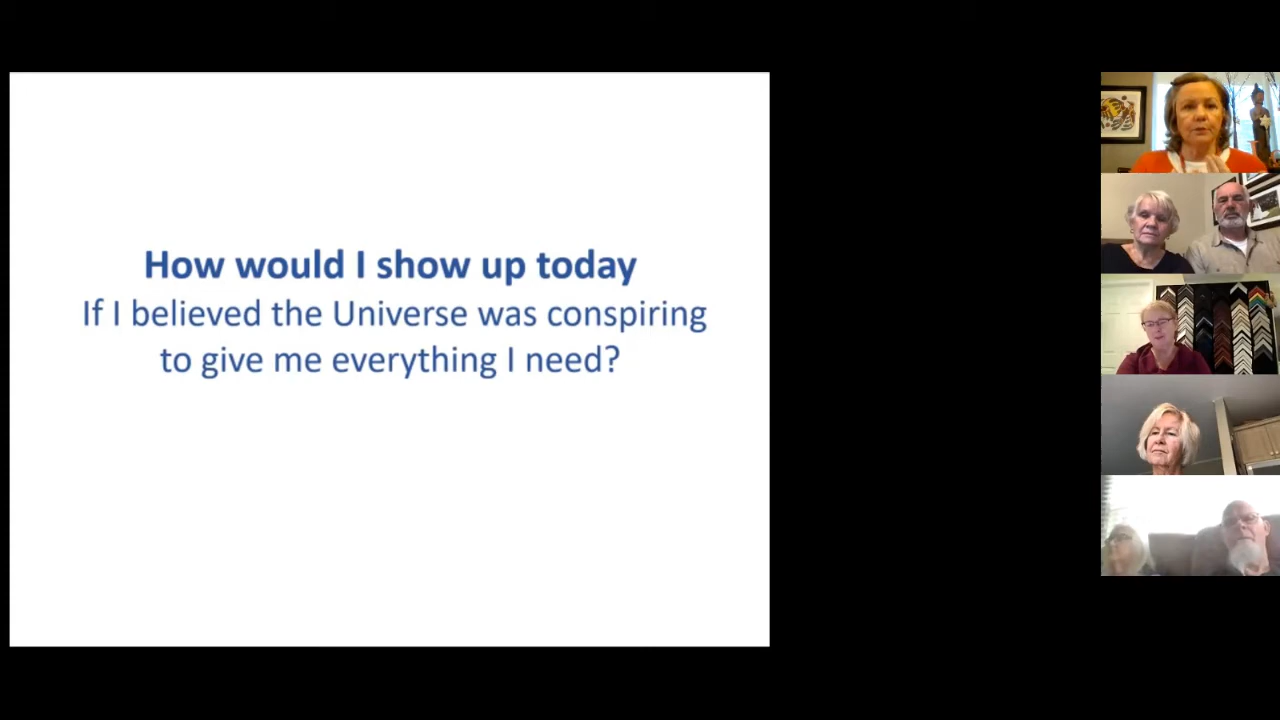 How would I show up today
If I believed the Universe was conspiring
to give me everything I need?